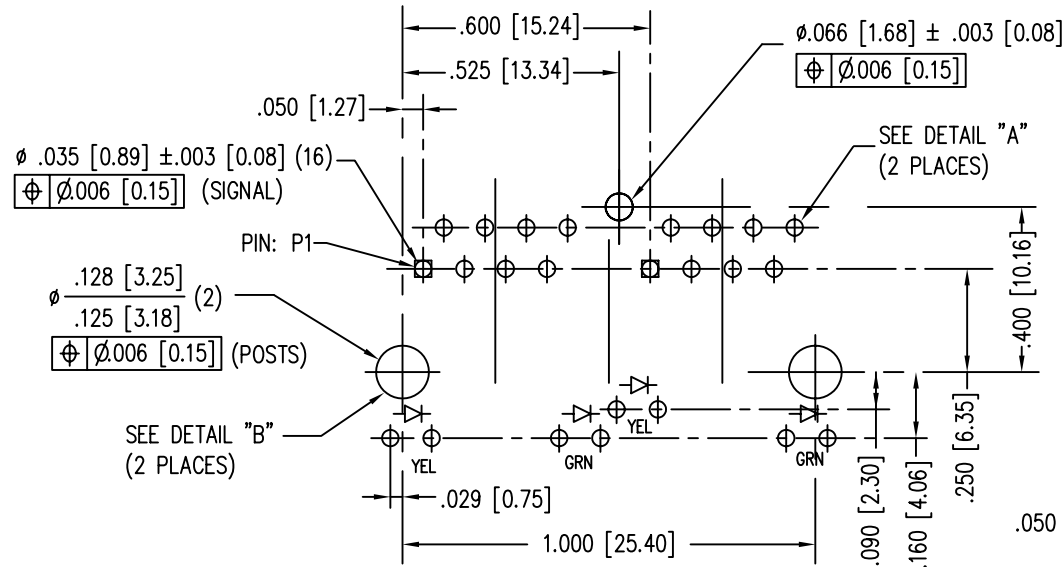 .600 [15.24]
⌀.066 [1.68] ± .003 [0.08]
⌖ ⌀.006 [0.15]
.525 [13.34]
.050 [1.27]
SEE DETAIL "A"
(2 PLACES)
⌀ .035 [0.89] ±.003 [0.08] (16)
⌖ ⌀.006 [0.15] (SIGNAL)
PIN: P1
⌀ .128 [3.25]
.125 [3.18]
(2)
⌖ ⌀.006 [0.15] (POSTS)
.400 [10.16]
.250 [6.35]
SEE DETAIL "B"
(2 PLACES)
YEL
GRN
YEL
GRN
.029 [0.75]
.090 [2.30]
.160 [4.06]
.050
1.000 [25.40]